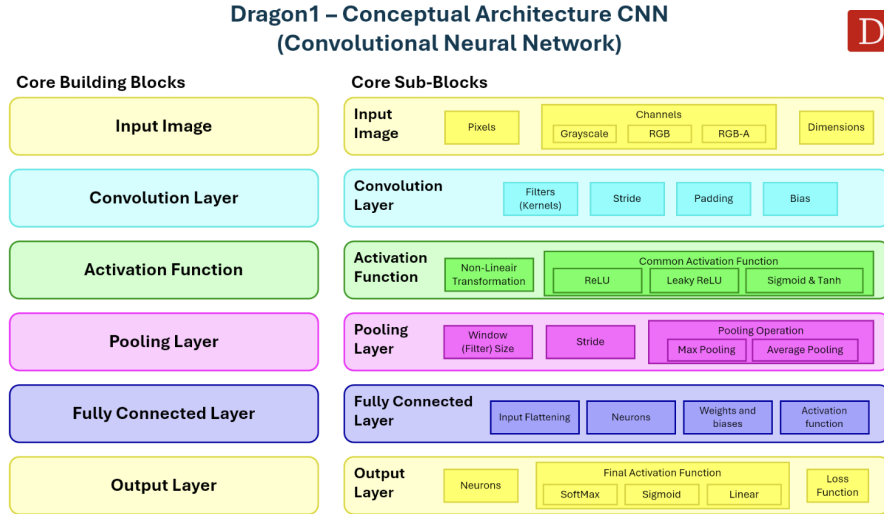 Dragon1 – Conceptual Architecture CNN
(Convolutional Neural Network)
D
Core Building Blocks
Core Sub-Blocks
Input Image
Input
Image
Pixels
Channels
Grayscale
RGB
RGB-A
Dimensions
Convolution Layer
Convolution
Layer
Filters
(Kernels)
Stride
Padding
Bias
Activation Function
Activation
Function
Non-Lineair
Transformation
Common Activation Function
ReLU
Leaky ReLU
Sigmoid & Tanh
Pooling Layer
Pooling
Layer
Window
(Filter) Size
Stride
Pooling Operation
Max Pooling
Average Pooling
Fully Connected Layer
Fully Connected
Layer
Input Flattening
Neurons
Weights and
biases
Activation
function
Output Layer
Output
Layer
Neurons
Final Activation Function
SoftMax
Sigmoid
Linear
Loss
Function